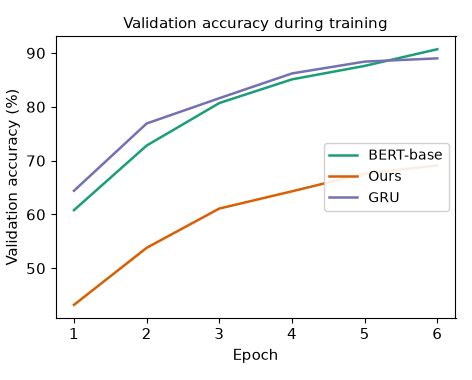 Validation accuracy during training
Validation accuracy (%)
90
80
70
60
50
BERT-base
Ours
GRU
1 2 3 4 5 6
Epoch